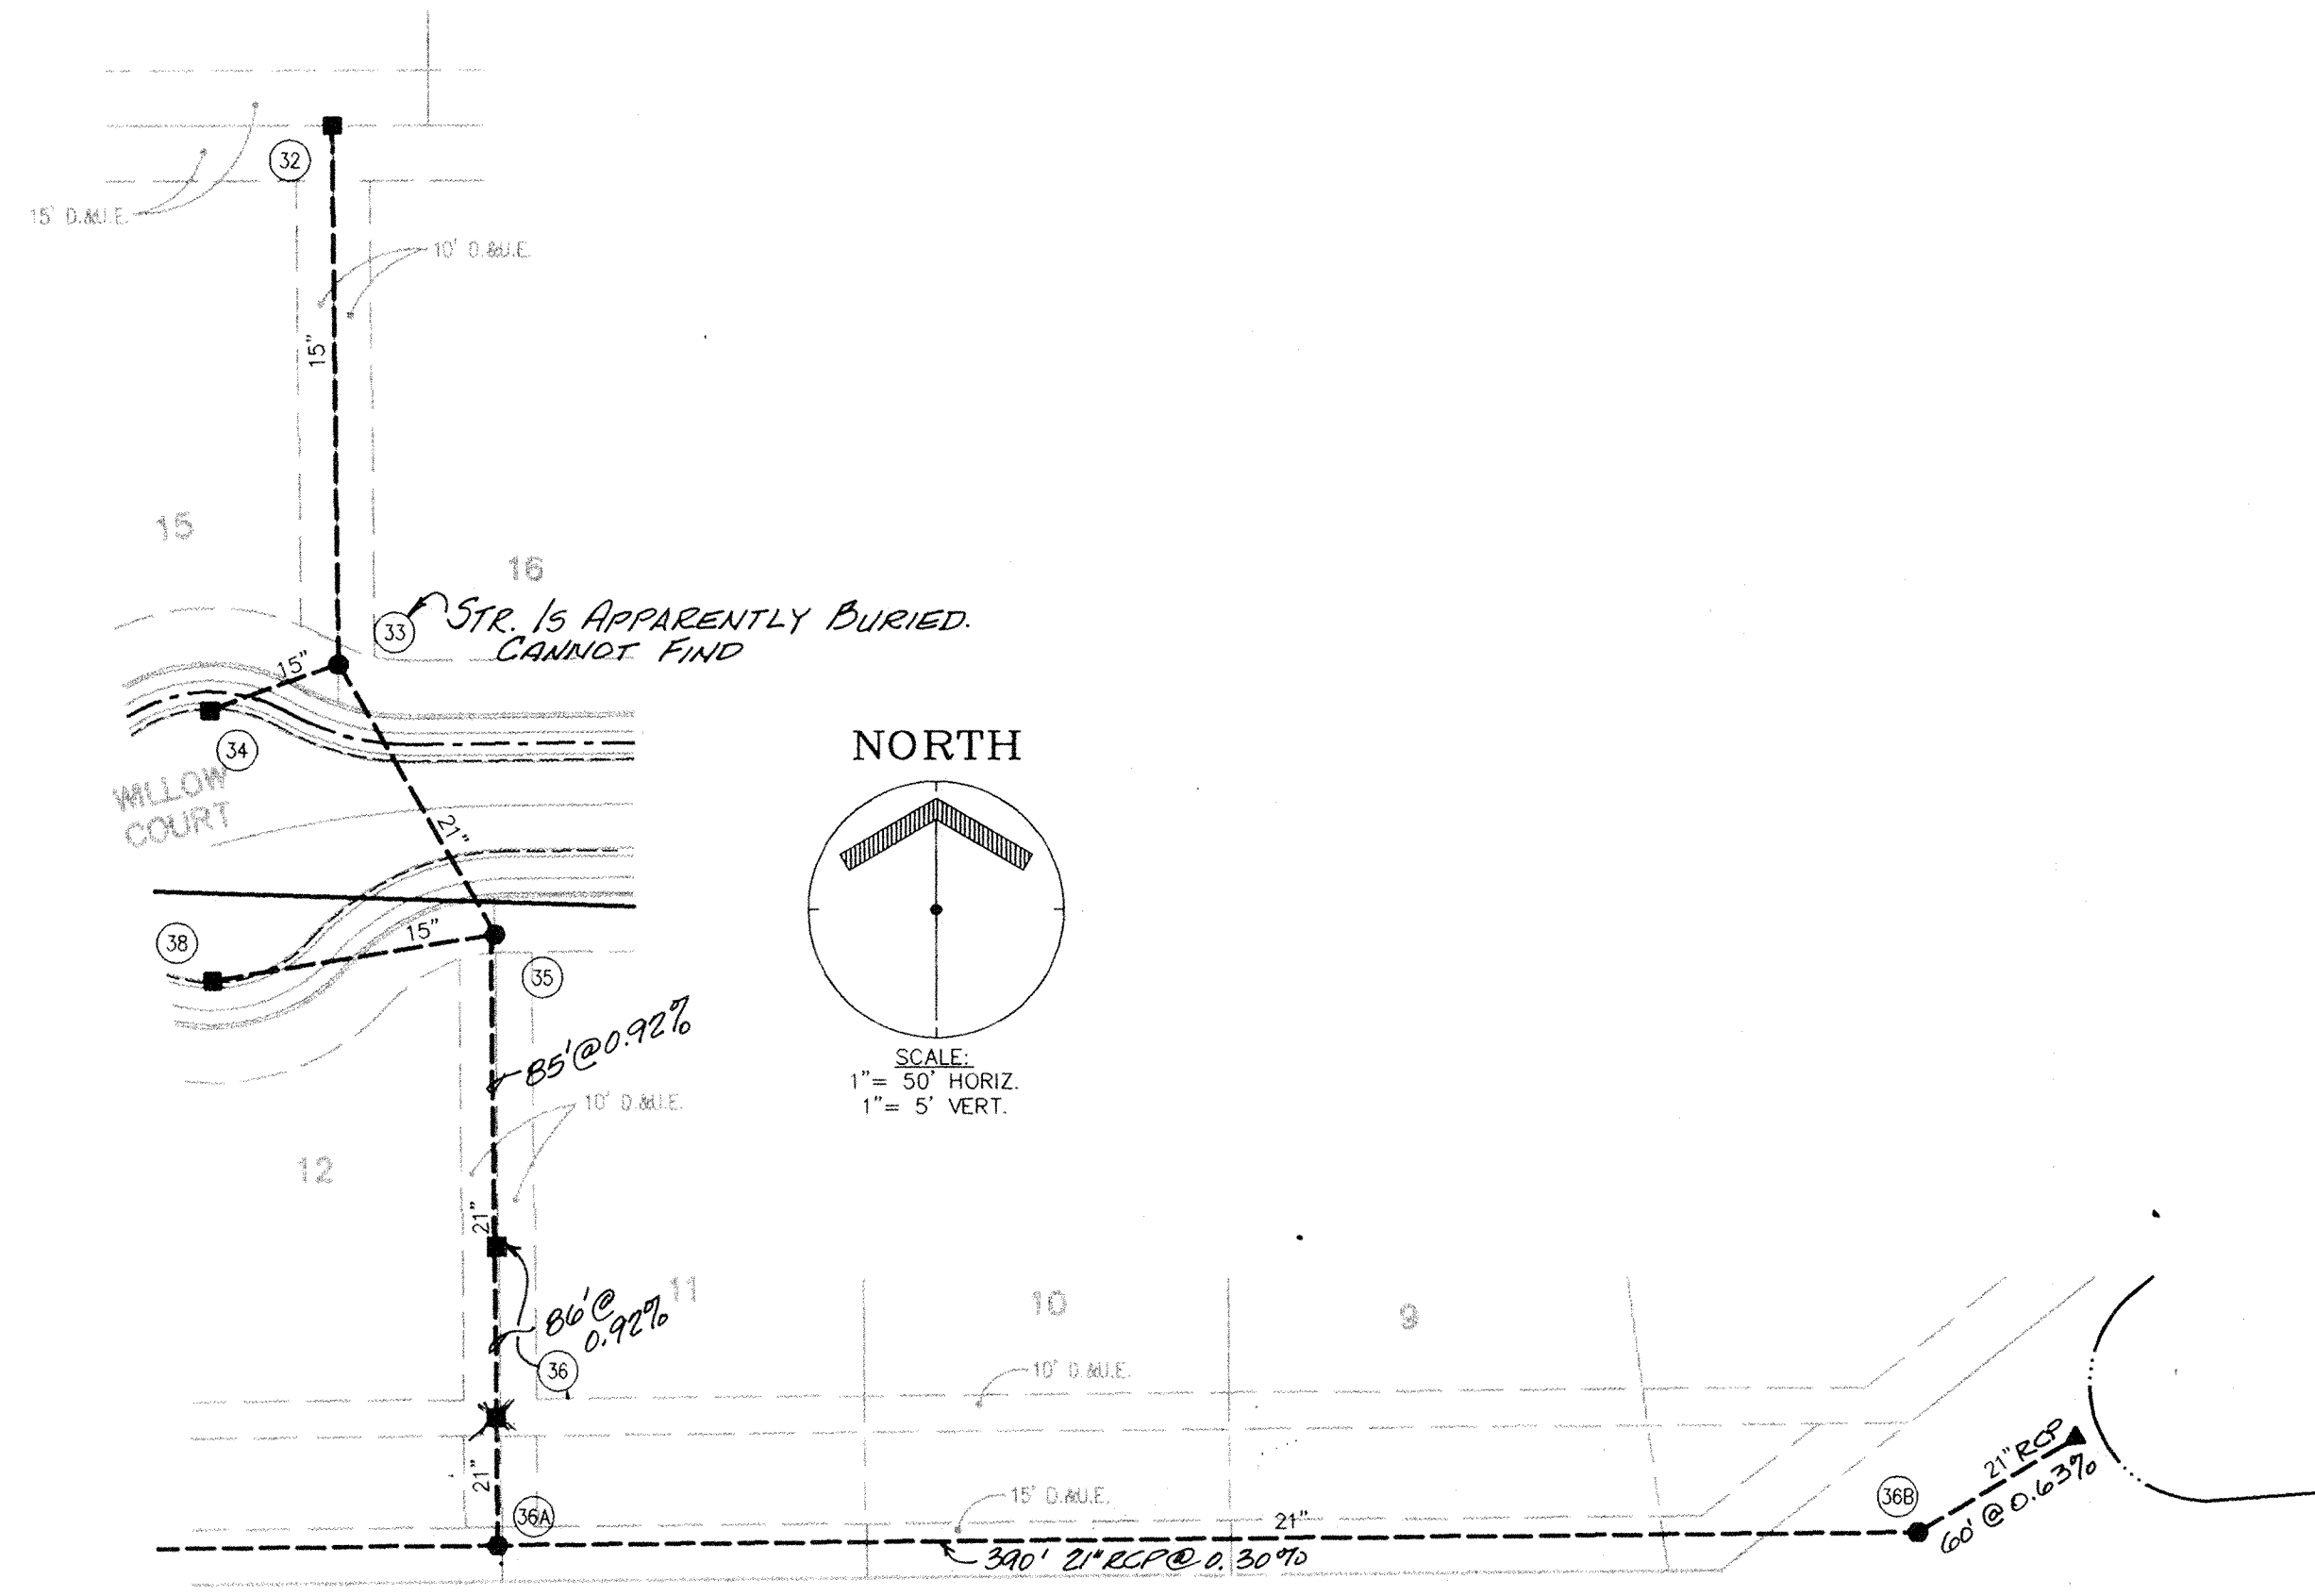 32
15' D.&U.E.
10' D.&U.E.
15"
15
16
33
STR. IS APPARENTLY BURIED.
CANNOT FIND
15"
34
WILLOW
COURT
21"
NORTH
38
15"
35
85'@0.92%
SCALE:
1"= 50' HORIZ.
1"= 5' VERT.
10' D.&U.E.
12
21"
11
10
9
86'@
0.92%
36
10' D.&U.E.
21"
15' D.&U.E.
36A
21"
390' 21"RCP@0.30%
36B
21"RCP
60'@0.63%